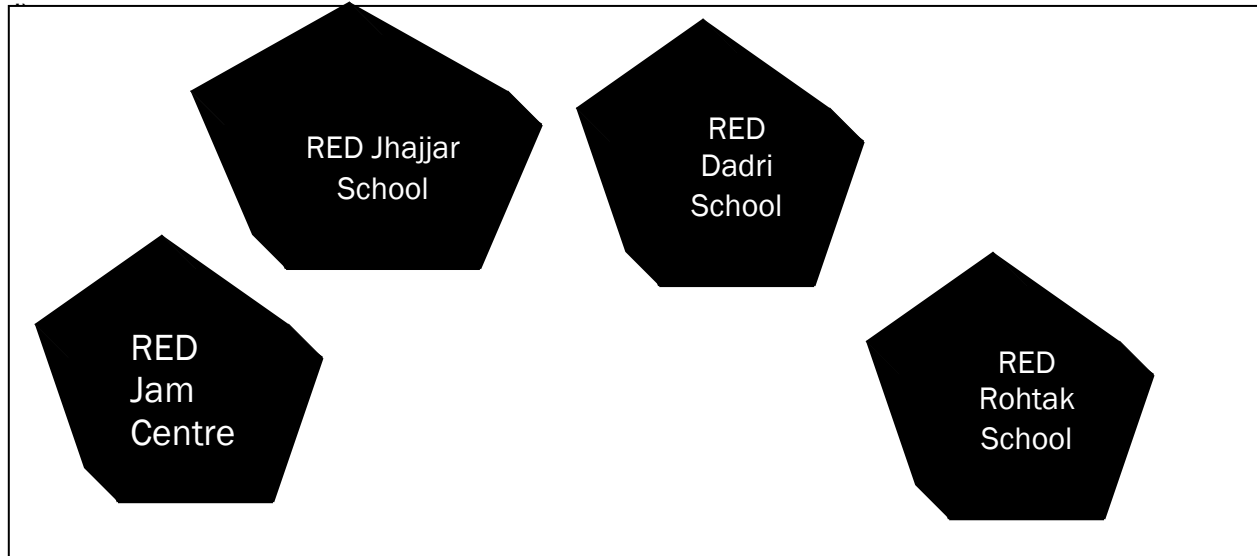 RED Jhajjar
School
RED
Dadri
School
RED
Jam
Centre
RED
Rohtak
School